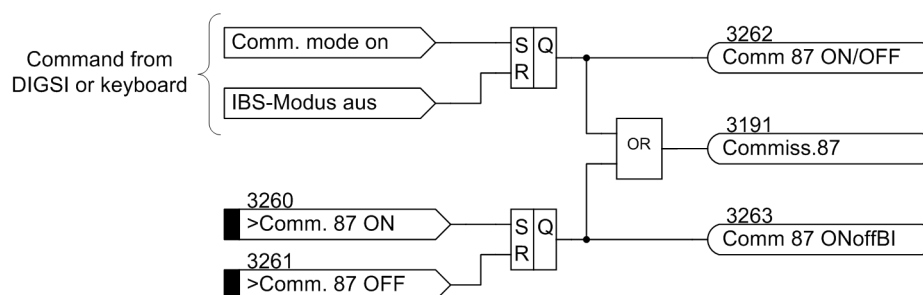 Command from
DIGSI or keyboard
Comm. mode on
IBS-Modus aus
S Q
R
3262
Comm 87 ON/OFF
OR
3191
Commiss.87
3260
>Comm. 87 ON
3261
>Comm. 87 OFF
S Q
R
3263
Comm 87 ONoffBI